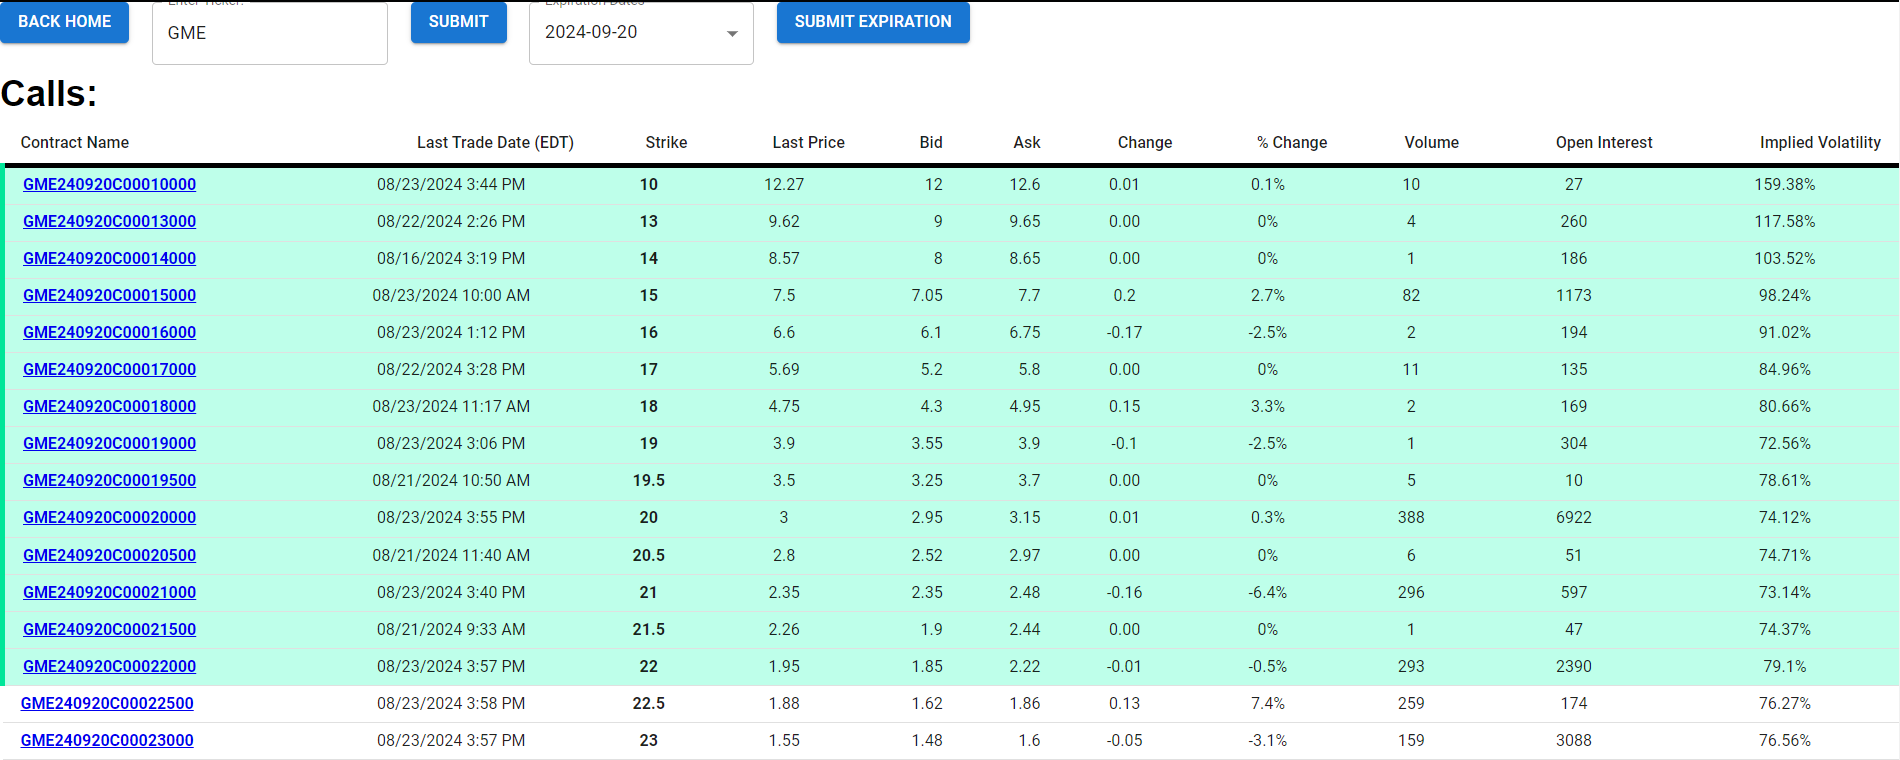 BACK HOME
Enter Ticker:
GME
SUBMIT
Expiration Dates
2024-09-20
SUBMIT EXPIRATION
Calls:
Contract Name Last Trade Date (EDT) Strike Last Price Bid Ask Change % Change Volume Open Interest Implied Volatility
GME240920C00010000 08/23/2024 3:44 PM 10 12.27 12 12.6 0.01 0.1% 10 27 159.38%
GME240920C00013000 08/22/2024 2:26 PM 13 9.62 9 9.65 0.00 0% 4 260 117.58%
GME240920C00014000 08/16/2024 3:19 PM 14 8.57 8 8.65 0.00 0% 1 186 103.52%
GME240920C00015000 08/23/2024 10:00 AM 15 7.5 7.05 7.7 0.2 2.7% 82 1173 98.24%
GME240920C00016000 08/23/2024 1:12 PM 16 6.6 6.1 6.75 -0.17 -2.5% 2 194 91.02%
GME240920C00017000 08/22/2024 3:28 PM 17 5.69 5.2 5.8 0.00 0% 11 135 84.96%
GME240920C00018000 08/23/2024 11:17 AM 18 4.75 4.3 4.95 0.15 3.3% 2 169 80.66%
GME240920C00019000 08/23/2024 3:06 PM 19 3.9 3.55 3.9 -0.1 -2.5% 1 304 72.56%
GME240920C00019500 08/21/2024 10:50 AM 19.5 3.5 3.25 3.7 0.00 0% 5 10 78.61%
GME240920C00020000 08/23/2024 3:55 PM 20 3 2.95 3.15 0.01 0.3% 388 6922 74.12%
GME240920C00020500 08/21/2024 11:40 AM 20.5 2.8 2.52 2.97 0.00 0% 6 51 74.71%
GME240920C00021000 08/23/2024 3:40 PM 21 2.35 2.35 2.48 -0.16 -6.4% 296 597 73.14%
GME240920C00021500 08/21/2024 9:33 AM 21.5 2.26 1.9 2.44 0.00 0% 1 47 74.37%
GME240920C00022000 08/23/2024 3:57 PM 22 1.95 1.85 2.22 -0.01 -0.5% 293 2390 79.1%
GME240920C00022500 08/23/2024 3:58 PM 22.5 1.88 1.62 1.86 0.13 7.4% 259 174 76.27%
GME240920C00023000 08/23/2024 3:57 PM 23 1.55 1.48 1.6 -0.05 -3.1% 159 3088 76.56%